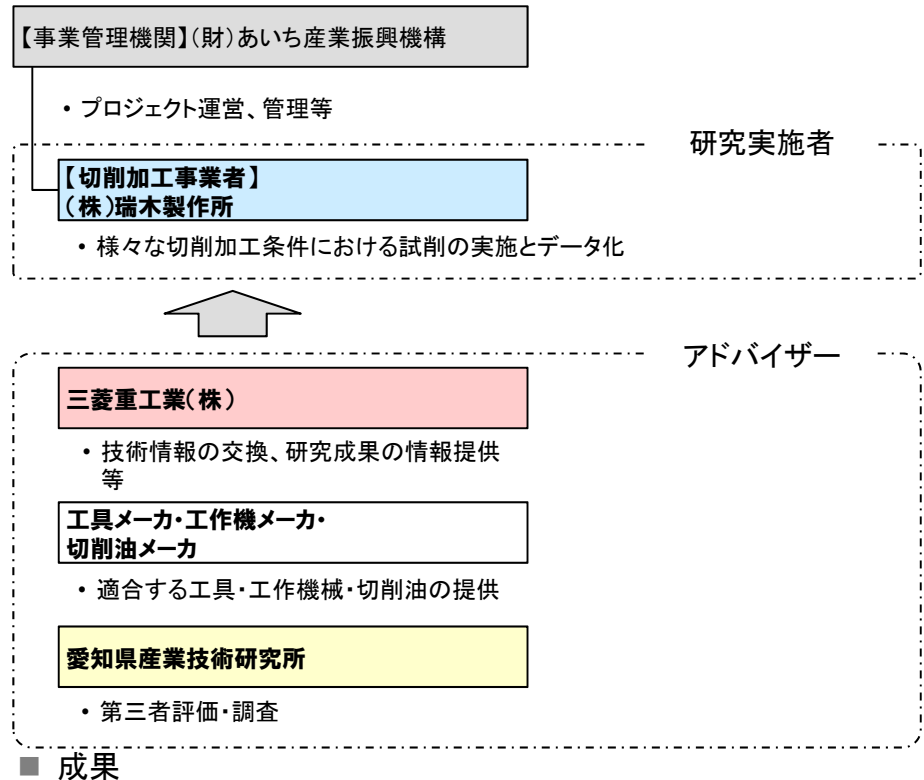 【事業管理機関】(財)あいち産業振興機構
• プロジェクト運営、管理等
研究実施者
【切削加工事業者】
(株)瑞木製作所
• 様々な切削加工条件における試削の実施とデータ化
アドバイザー
三菱重工業(株)
• 技術情報の交換、研究成果の情報提供
等
工具メーカ・工作機メーカ・
切削油メーカ
• 適合する工具・工作機械・切削油の提供
愛知県産業技術研究所
• 第三者評価・調査
■ 成果